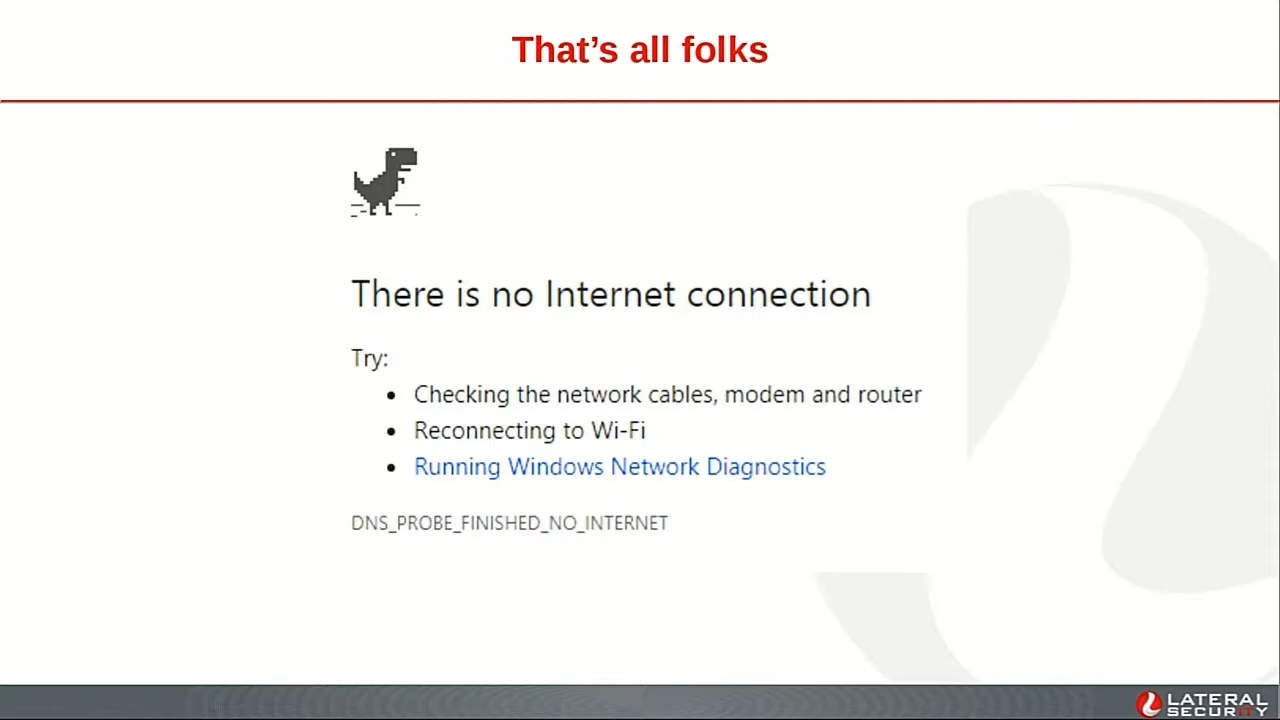 That’s all folks
There is no Internet connection
Try:
Checking the network cables, modem and router
Reconnecting to Wi-Fi
Running Windows Network Diagnostics
DNS_PROBE_FINISHED_NO_INTERNET
LATERAL
SECURITY